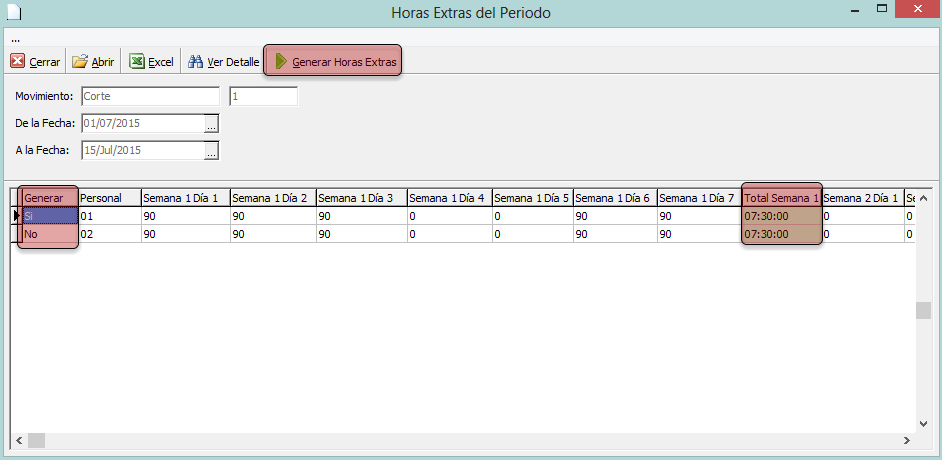 Horas Extras del Periodo
...
Cerrar Abrir Excel Ver Detalle Generar Horas Extras
Movimiento: Corte 1
De la Fecha: 01/07/2015 ...
A la Fecha: 15/Jul/2015 ...
Generar Personal Semana 1 Día 1 Semana 1 Día 2 Semana 1 Día 3 Semana 1 Día 4 Semana 1 Día 5 Semana 1 Día 6 Semana 1 Día 7 Total Semana 1 Semana 2 Día 1 Se
Si 01 90 90 90 0 0 90 90 07:30:00 0 0
No 02 90 90 90 0 0 90 90 07:30:00 0 0